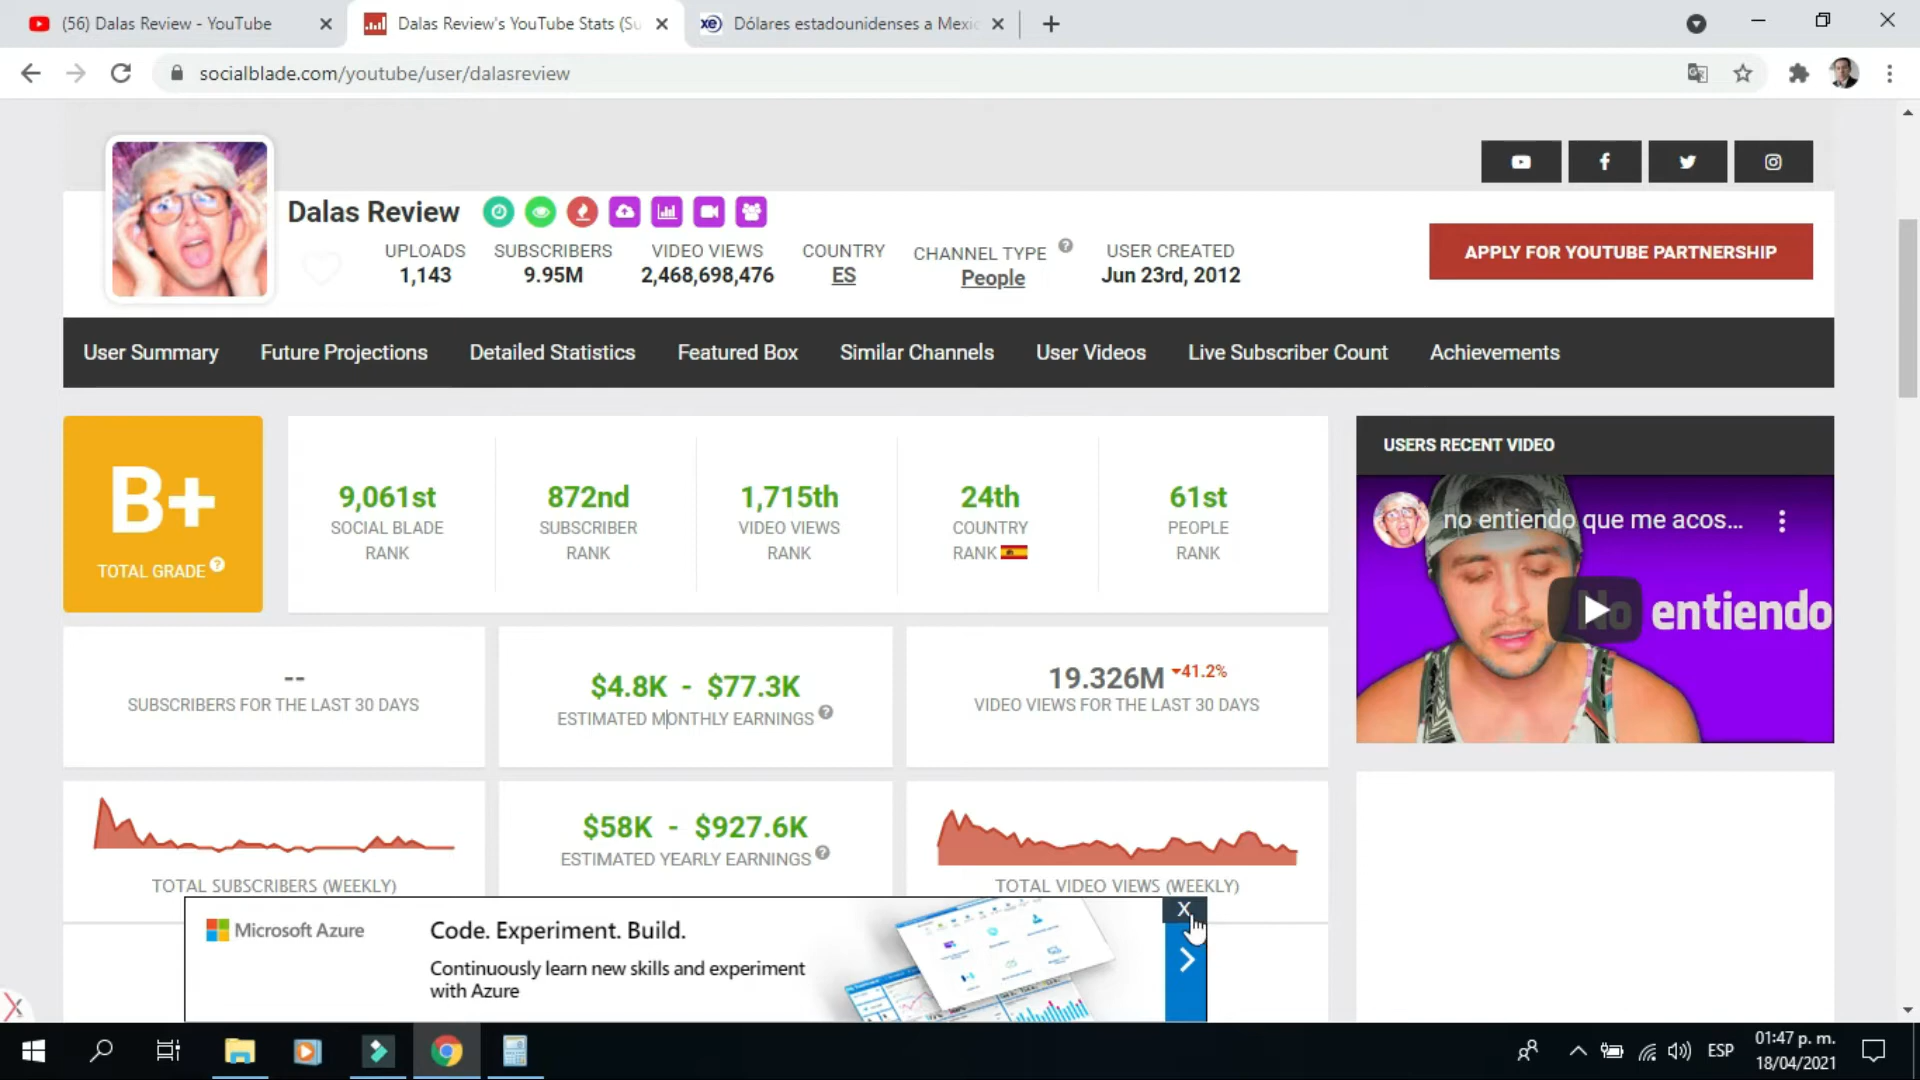 (56) Dalas Review - YouTube
Dalas Review's YouTube Stats (Su
xe Dólares estadounidenses a Mexic
socialblade.com/youtube/user/dalasreview
Dalas Review
UPLOADS
1,143
SUBSCRIBERS
9.95M
VIDEO VIEWS
2,468,698,476
COUNTRY
ES
CHANNEL TYPE ?
People
USER CREATED
Jun 23rd, 2012
APPLY FOR YOUTUBE PARTNERSHIP
User Summary
Future Projections
Detailed Statistics
Featured Box
Similar Channels
User Videos
Live Subscriber Count
Achievements
B+
TOTAL GRADE ?
9,061st
SOCIAL BLADE
RANK
872nd
SUBSCRIBER
RANK
1,715th
VIDEO VIEWS
RANK
24th
COUNTRY
RANK
61st
PEOPLE
RANK
USERS RECENT VIDEO
no entiendo que me acos...
No entiendo
--
SUBSCRIBERS FOR THE LAST 30 DAYS
$4.8K - $77.3K
ESTIMATED MONTHLY EARNINGS ?
19.326M -41.2%
VIDEO VIEWS FOR THE LAST 30 DAYS
TOTAL SUBSCRIBERS (WEEKLY)
$58K - $927.6K
ESTIMATED YEARLY EARNINGS ?
TOTAL VIDEO VIEWS (WEEKLY)
Microsoft Azure
Code. Experiment. Build.
Continuously learn new skills and experiment
with Azure
X
ESP
01:47 p. m.
18/04/2021